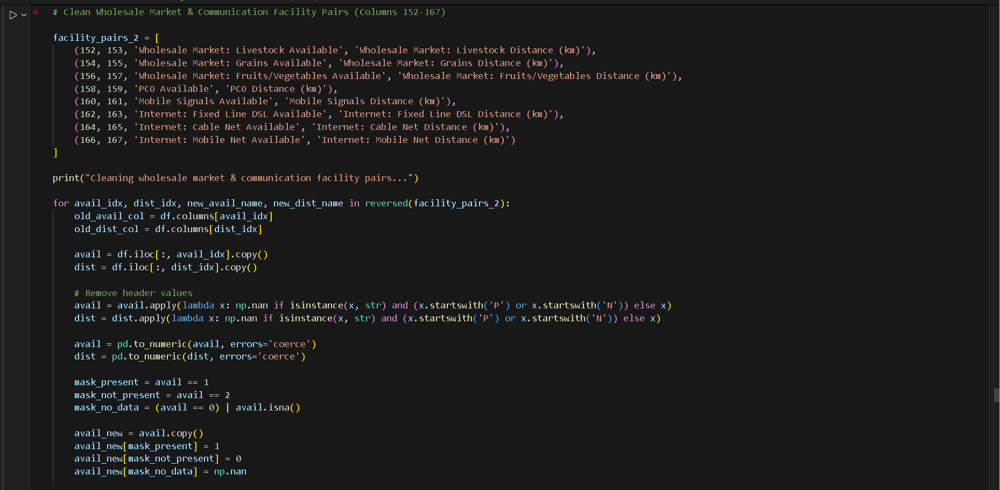 # Clean Wholesale Market & Communication Facility Pairs (Columns 152-167)
facility_pairs_2 = [
    (152, 153, 'Wholesale Market: Livestock Available', 'Wholesale Market: Livestock Distance (km)'),
    (154, 155, 'Wholesale Market: Grains Available', 'Wholesale Market: Grains Distance (km)'),
    (156, 157, 'Wholesale Market: Fruits/Vegetables Available', 'Wholesale Market: Fruits/Vegetables Distance (km)'),
    (158, 159, 'PCO Available', 'PCO Distance (km)'),
    (160, 161, 'Mobile Signals Available', 'Mobile Signals Distance (km)'),
    (162, 163, 'Internet: Fixed Line DSL Available', 'Internet: Fixed Line DSL Distance (km)'),
    (164, 165, 'Internet: Cable Net Available', 'Internet: Cable Net Distance (km)'),
    (166, 167, 'Internet: Mobile Net Available', 'Internet: Mobile Net Distance (km)')
]
print("Cleaning wholesale market & communication facility pairs...")
for avail_idx, dist_idx, new_avail_name, new_dist_name in reversed(facility_pairs_2):
    old_avail_col = df.columns[avail_idx]
    old_dist_col = df.columns[dist_idx]
    avail = df.iloc[:, avail_idx].copy()
    dist = df.iloc[:, dist_idx].copy()
    # Remove header values
    avail = avail.apply(lambda x: np.nan if isinstance(x, str) and (x.startswith('P') or x.startswith('N')) else x)
    dist = dist.apply(lambda x: np.nan if isinstance(x, str) and (x.startswith('P') or x.startswith('N')) else x)
    avail = pd.to_numeric(avail, errors='coerce')
    dist = pd.to_numeric(dist, errors='coerce')
    mask_present = avail == 1
    mask_not_present = avail == 2
    mask_no_data = (avail == 0) | avail.isna()
    avail_new = avail.copy()
    avail_new[mask_present] = 1
    avail_new[mask_not_present] = 0
    avail_new[mask_no_data] = np.nan